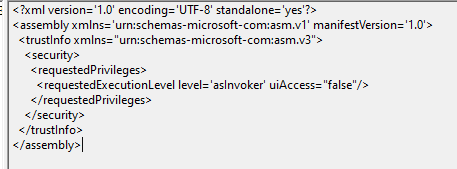 <?xml version='1.0' encoding='UTF-8' standalone='yes'?>
<assembly xmlns='urn:schemas-microsoft-com:asm.v1' manifestVersion='1.0'>
  <trustInfo xmlns="urn:schemas-microsoft-com:asm.v3">
    <security>
      <requestedPrivileges>
        <requestedExecutionLevel level='asInvoker' uiAccess="false"/>
      </requestedPrivileges>
    </security>
  </trustInfo>
</assembly>